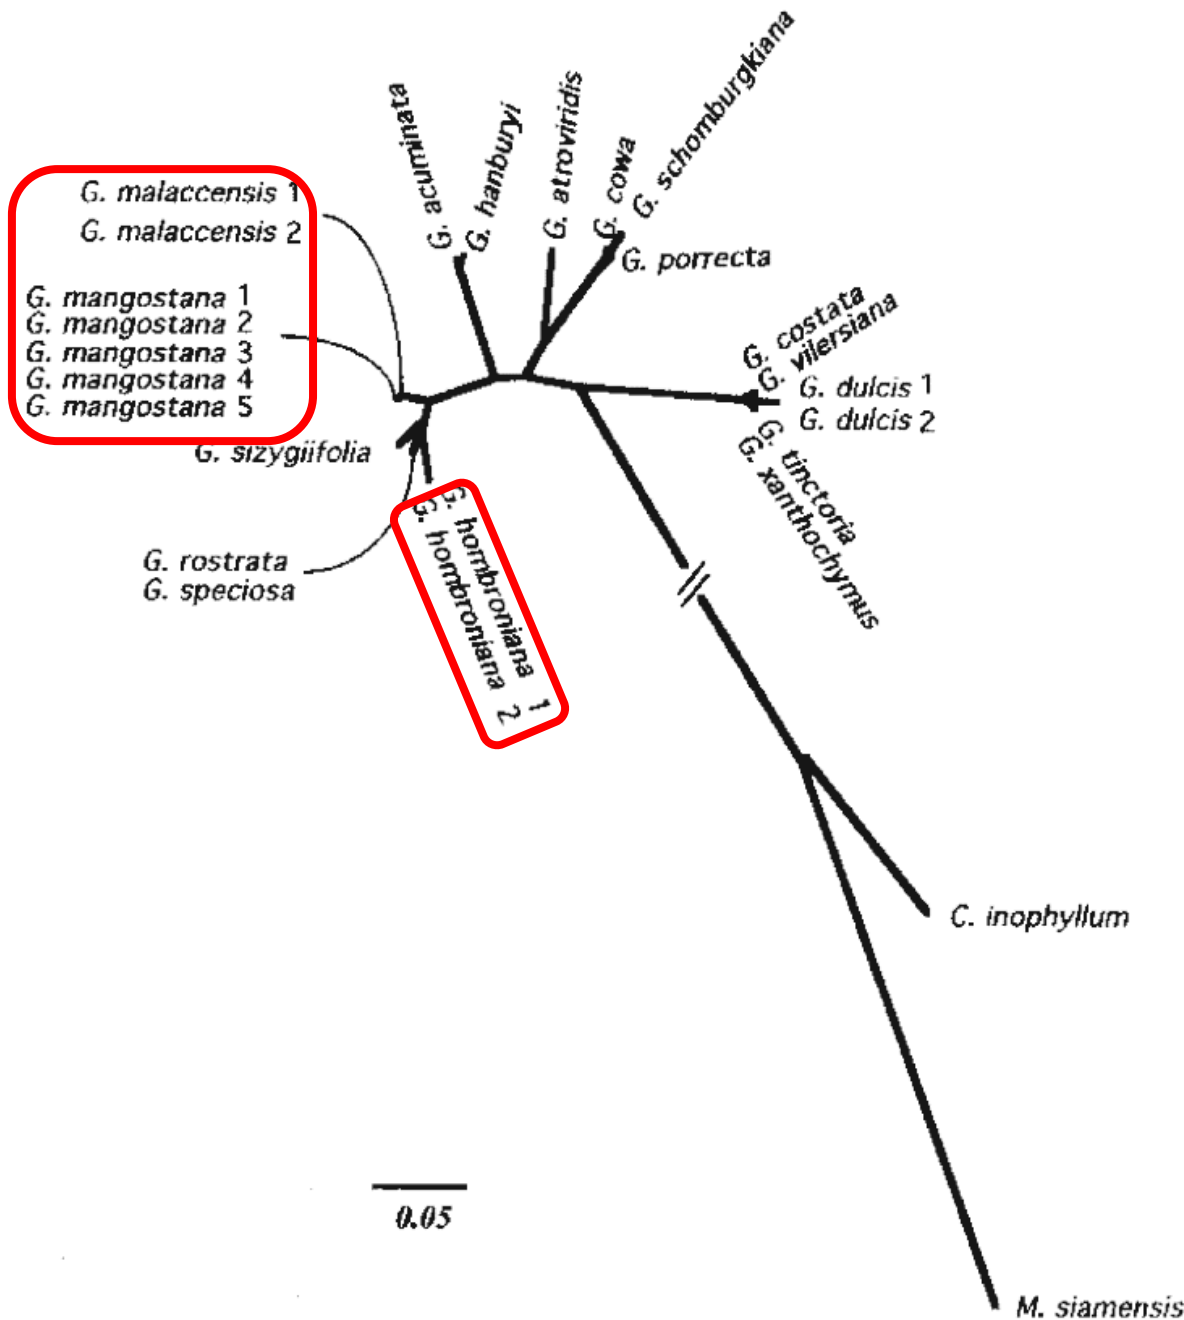 G. acuminata
G. hanburyi
G. atroviridis
G. cowa
G. schomburgkiana
G. porrecta
G. malaccensis 1
G. malaccensis 2
G. mangostana 1
G. mangostana 2
G. mangostana 3
G. mangostana 4
G. mangostana 5
G. costata
G. vilersiana
G. dulcis 1
G. dulcis 2
G. tinctoria
G. xanthochymus
G. sizygiifolia
G. rostrata
G. speciosa
G. hombroniana 1
G. hombroniana 2
C. inophyllum
0.05
M. siamensis